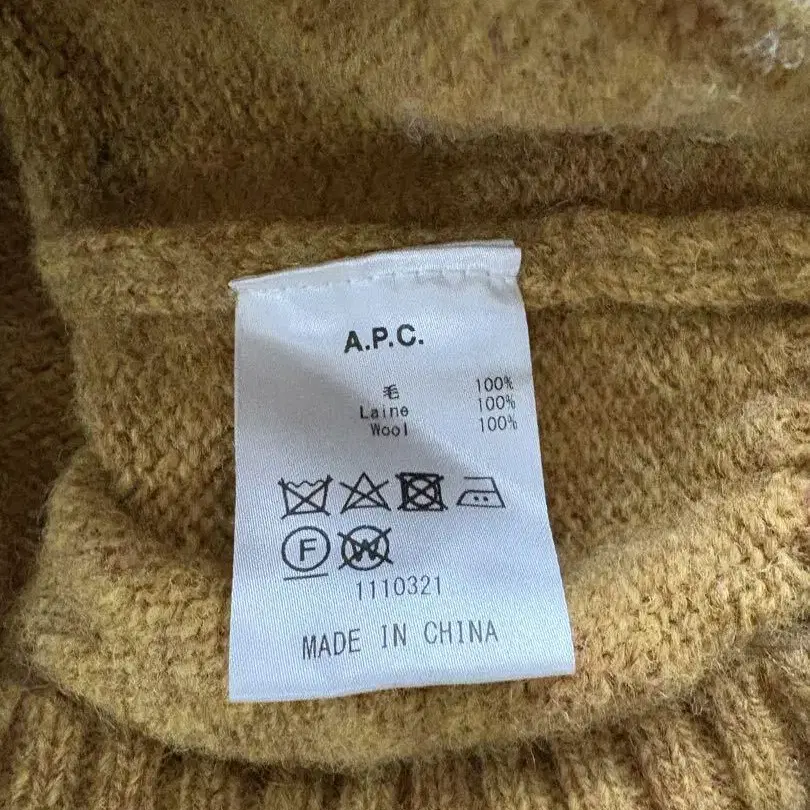 A.P.C.
毛 100%
Laine 100%
Wool 100%
F W
1110321
MADE IN CHINA